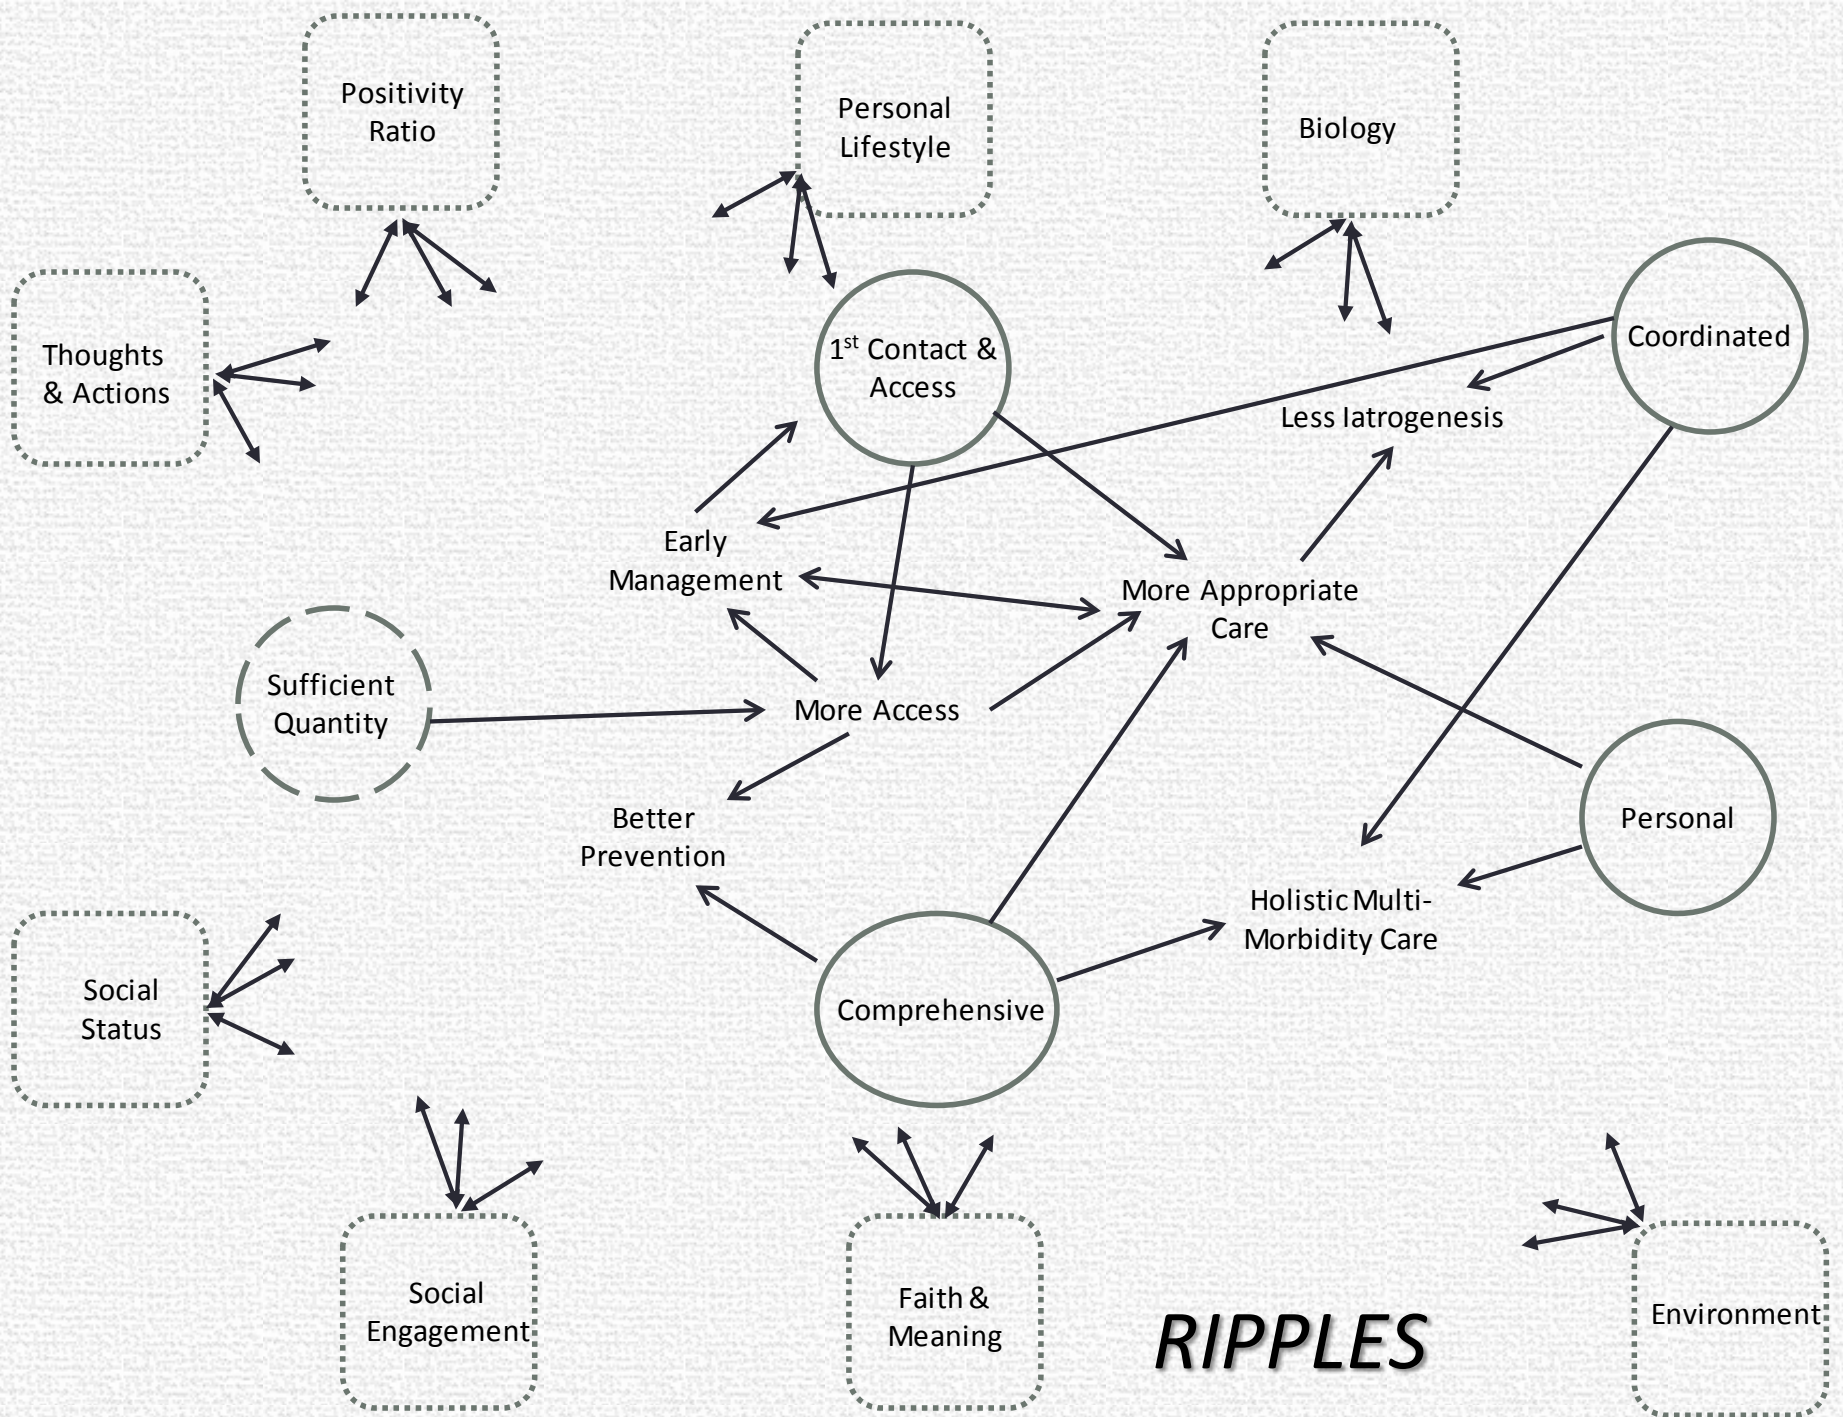 Positivity
Ratio
Personal
Lifestyle
Biology
Thoughts
& Actions
1st Contact &
Access
Coordinated
Less Iatrogenesis
Early
Management
More Appropriate
Care
Sufficient
Quantity
More Access
Better
Prevention
Personal
Holistic Multi-
Morbidity Care
Social
Status
Comprehensive
Social
Engagement
Faith &
Meaning
RIPPLES
Environment